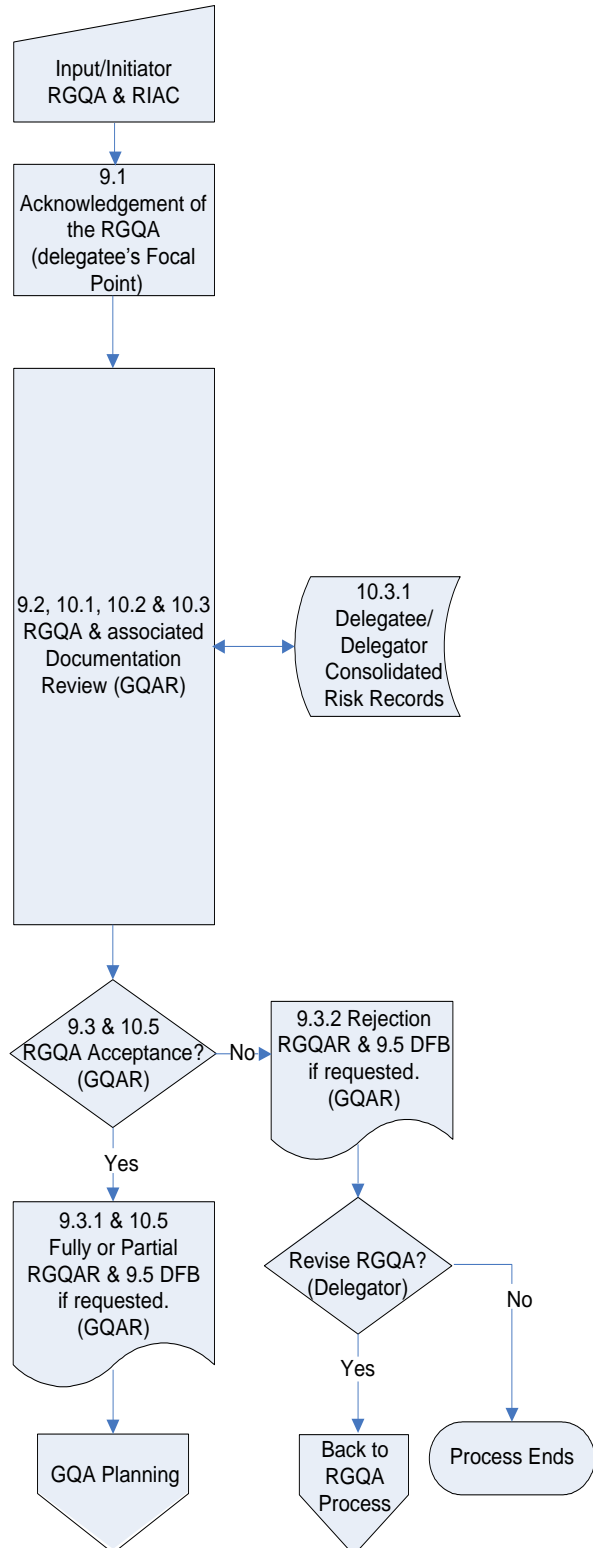 Input/Initiator
RGQA & RIAC
9.1
Acknowledgement of
the RGQA
(delegatee's Focal
Point)
9.2, 10.1, 10.2 & 10.3
RGQA & associated
Documentation
Review (GQAR)
10.3.1
Delegatee/
Delegator
Consolidated
Risk Records
9.3 & 10.5
RGQA Acceptance?
(GQAR)
No
9.3.2 Rejection
RGQAR & 9.5 DFB
if requested.
(GQAR)
Yes
9.3.1 & 10.5
Fully or Partial
RGQAR & 9.5 DFB
if requested.
(GQAR)
Revise RGQA?
(Delegator)
No
Yes
GQA Planning
Back to
RGQA
Process
Process Ends